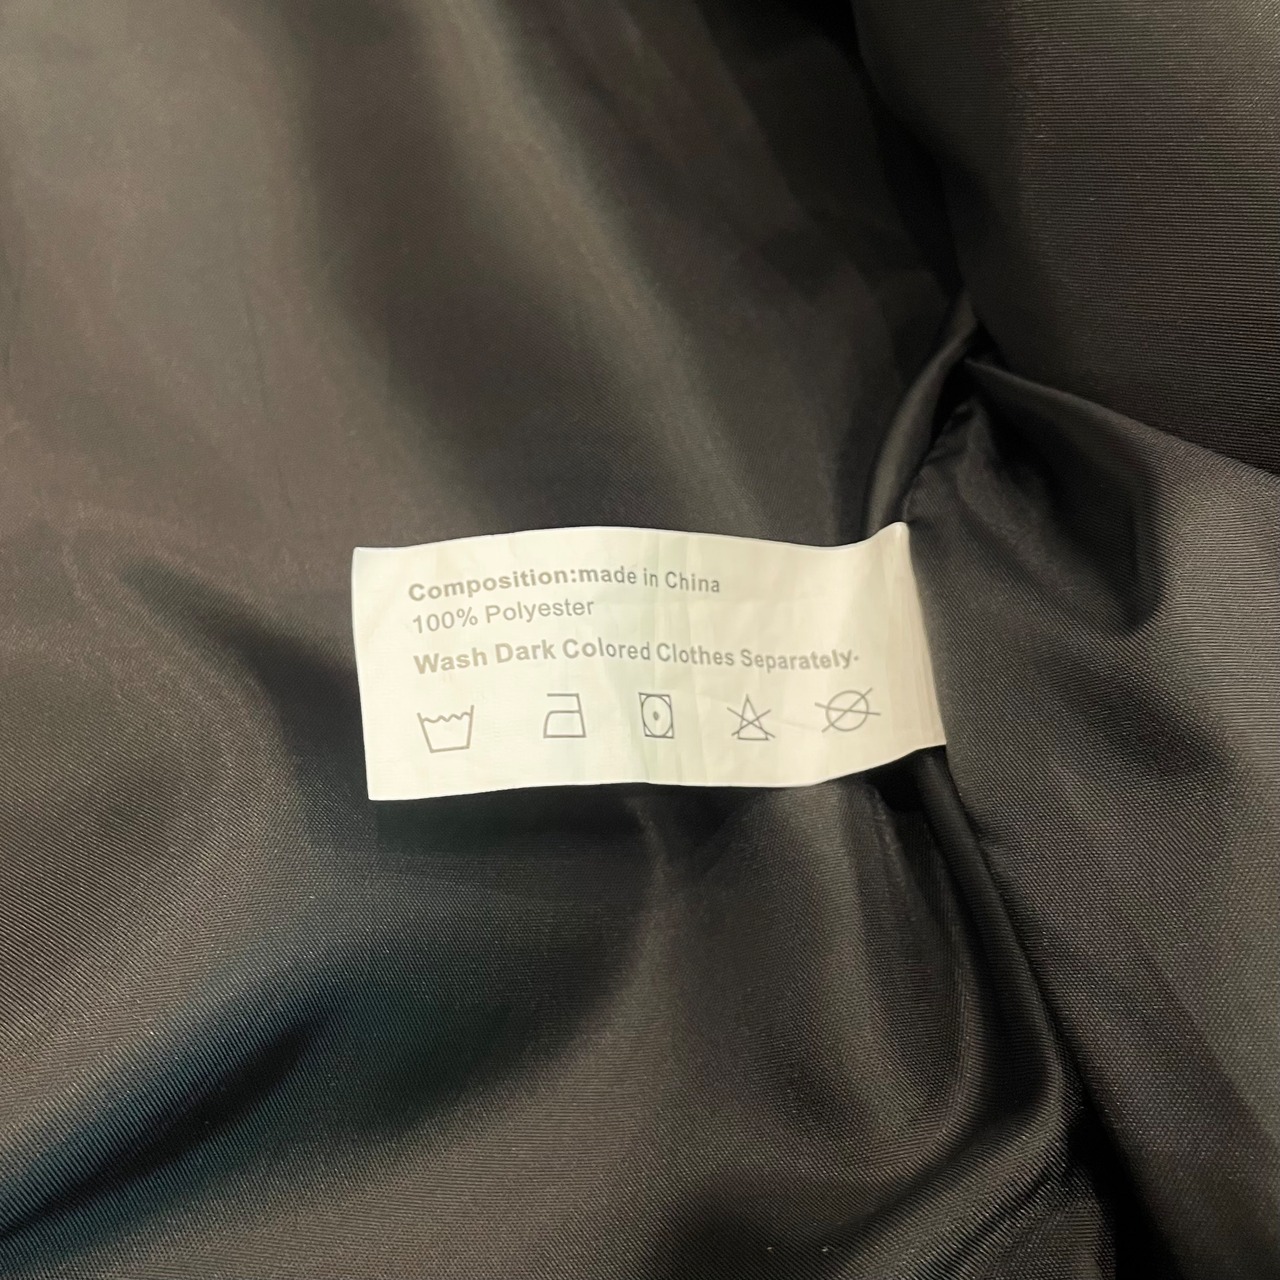 Composition:made in China
100% Polyester
Wash Dark Colored Clothes Separately.